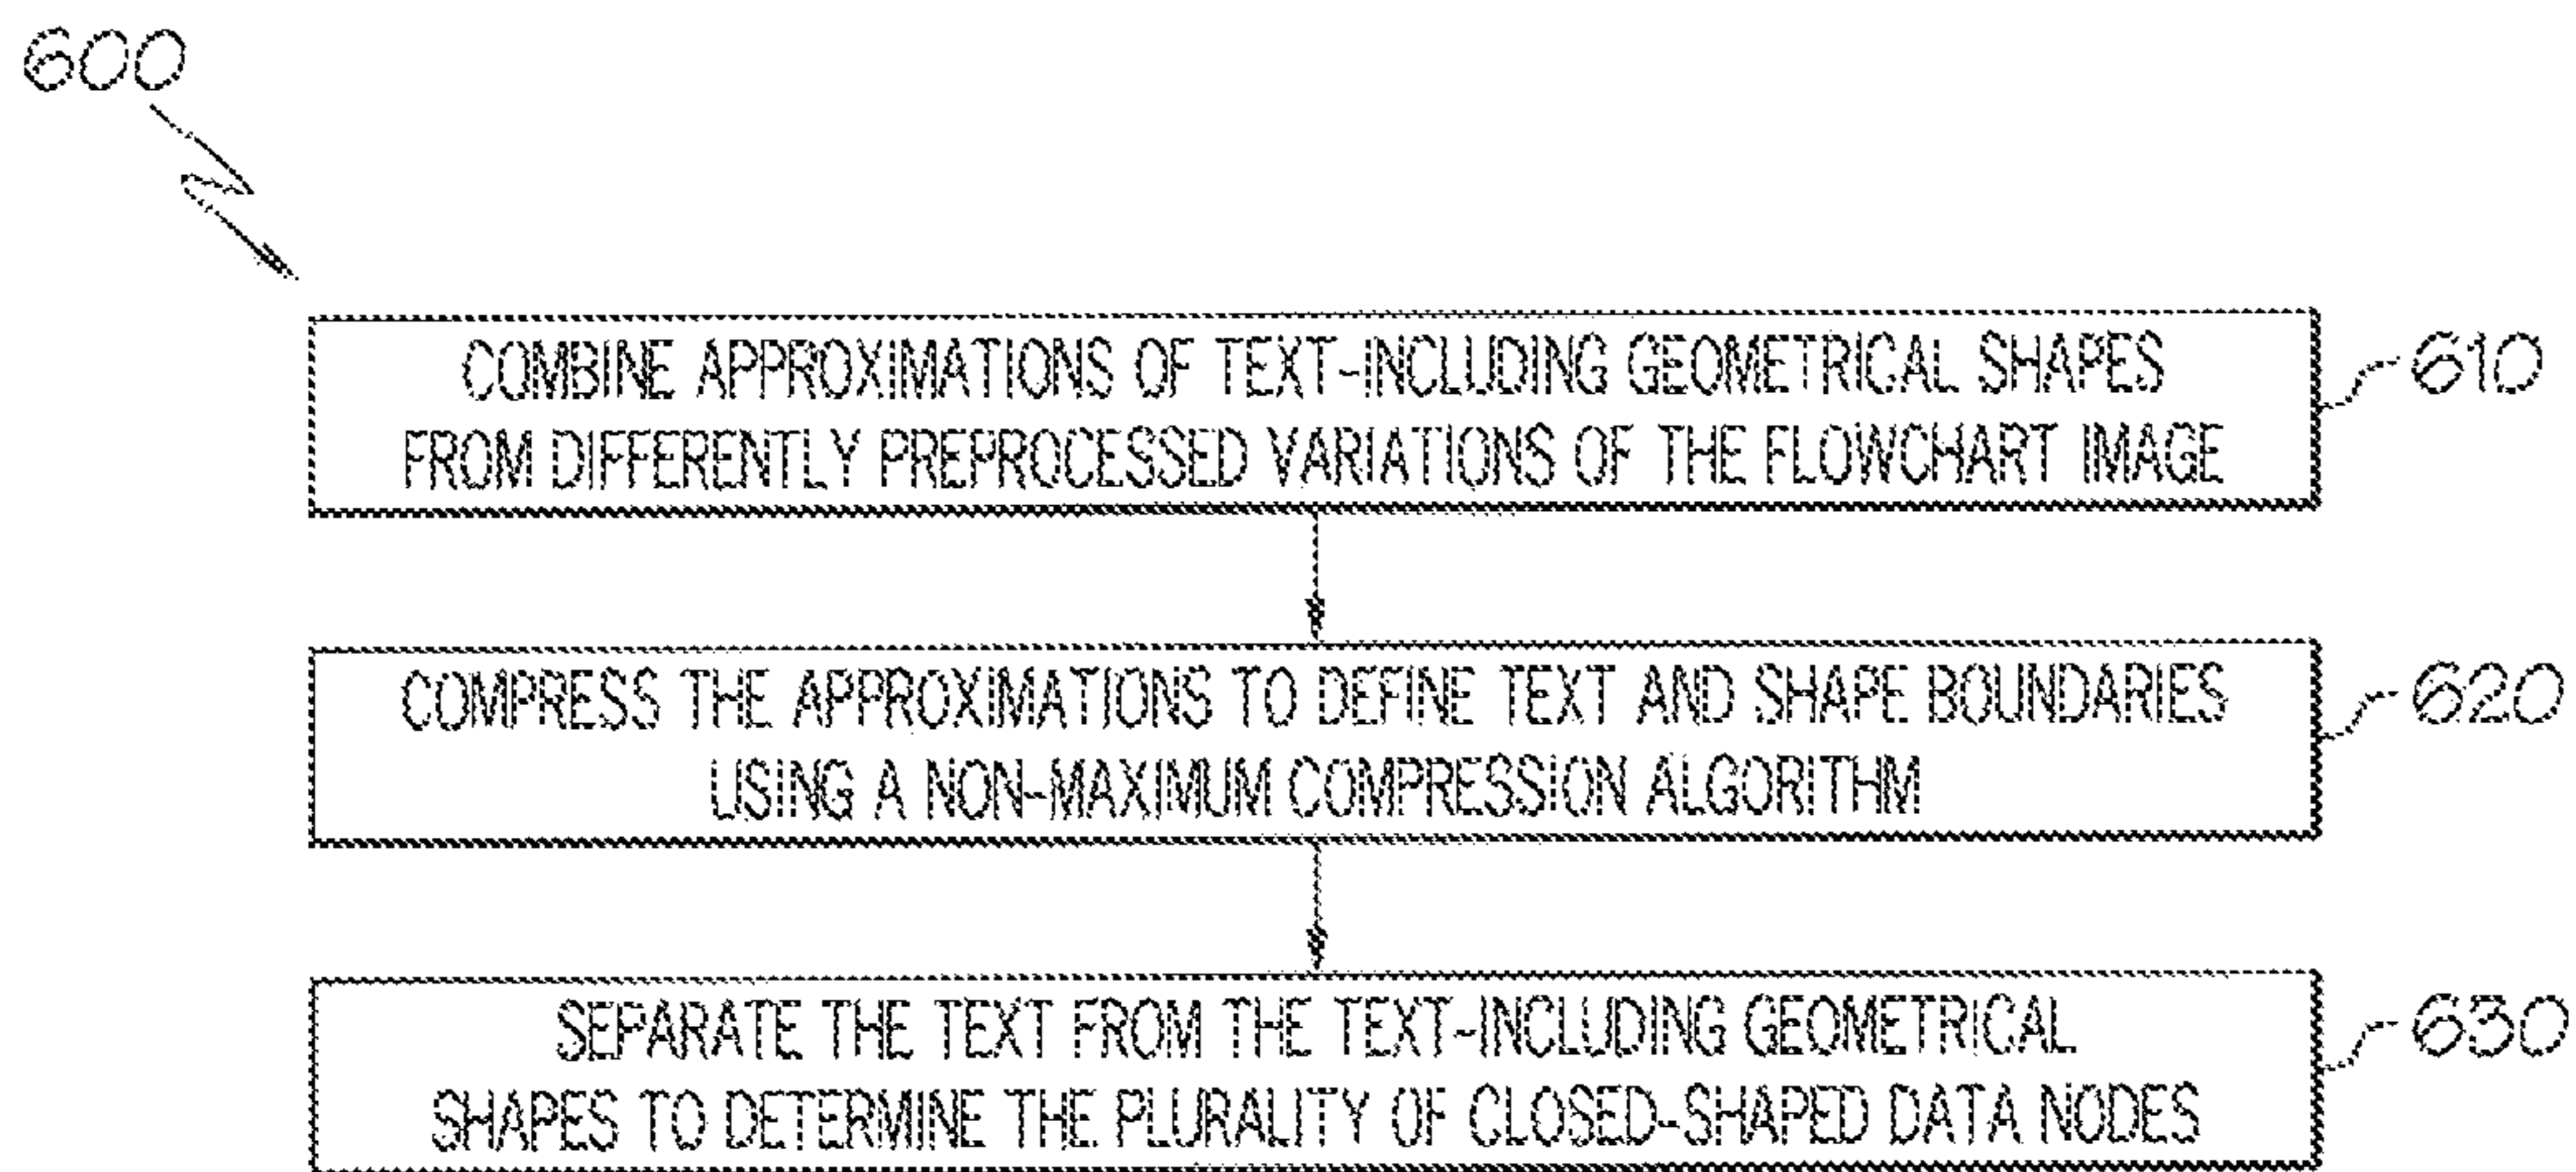 600
COMBINE APPROXIMATIONS OF TEXT-INCLUDING GEOMETRICAL SHAPES
FROM DIFFERENTLY PREPROCESSED VARIATIONS OF THE FLOWCHART IMAGE
610
COMPRESS THE APPROXIMATIONS TO DEFINE TEXT AND SHAPE BOUNDARIES
USING A NON-MAXIMUM COMPRESSION ALGORITHM
620
SEPARATE THE TEXT FROM THE TEXT-INCLUDING GEOMETRICAL
SHAPES TO DETERMINE THE PLURALITY OF CLOSED-SHAPED DATA NODES
630